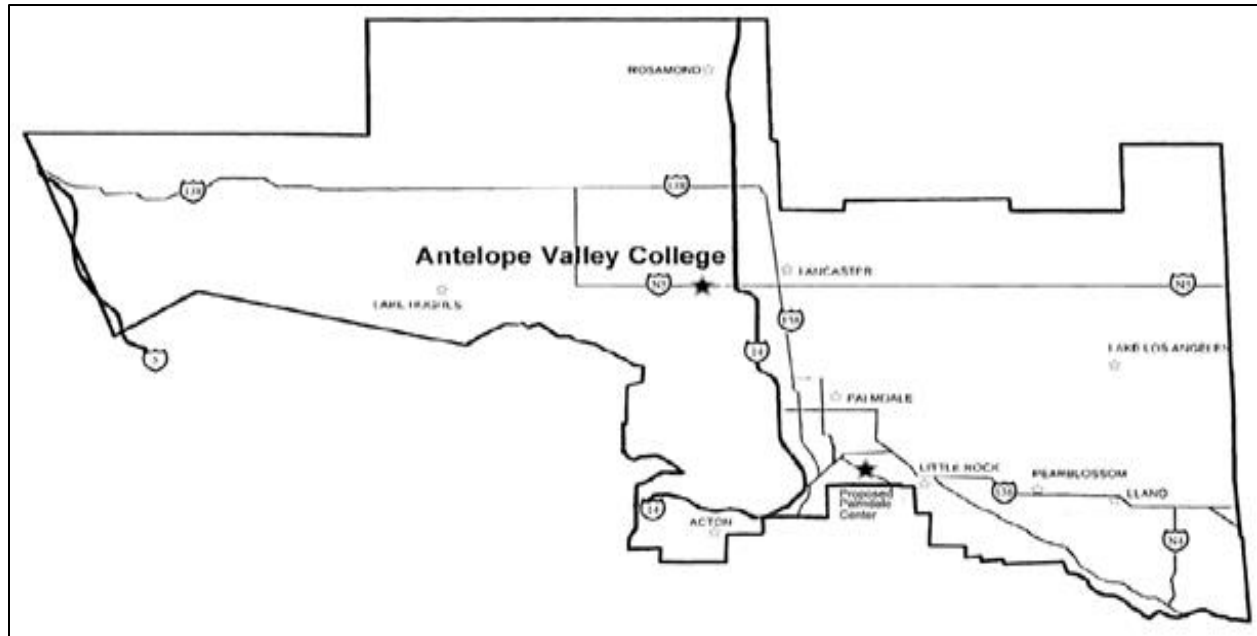 ROSAMOND
138
138
Antelope Valley College
LANCASTER
N5
N5
LAKE HUGHES
138
14
5
LAKE LOS ANGELES
PALMDALE
LITTLE ROCK
PEARBLOSSOM
Proposed
Palmdale
Center
138
LLANO
14
ACTON
N4